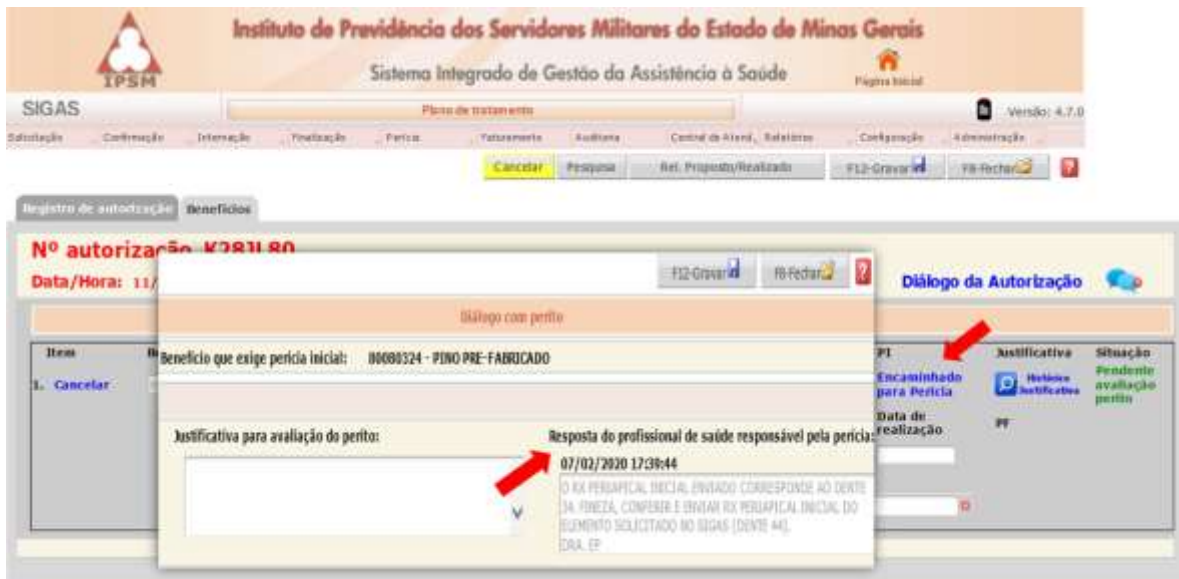 Instituto de Previdência dos Servidores Militares do Estado de Minas Gerais
IPSM
Sistema Integrado de Gestão da Assistência à Saúde
Página Inicial
SIGAS
Plano de tratamento
Versão: 4.7.0
Solicitação Confirmação Internação Finalização Perícia Faturamento Auditoria Central de Atend. Relatórios Configuração Administração
Cancelar Pesquisa Rel. Proposto/Realizado F12-Gravar F8-Fechar ?
Registro de autorização Benefícios
Nº autorização K281L80
Data/Hora: 11/
F12-Gravar F8-Fechar ?
Diálogo da Autorização
Diálogo com perito
Item
Benefício que exige perícia inicial: 80080324 - PINO PRE-FABRICADO
PI Justificativa Situação
1. Cancelar
Encaminhado para Perícia
Histórico Justificativa
Pendente avaliação perito
Data de realização
PF
Justificativa para avaliação do perito:
Resposta do profissional de saúde responsável pela perícia:
07/02/2020 17:39:44
O RX PERIAPICAL INICIAL ENVIADO CORRESPONDE AO DENTE
34. FINEZA, CONFERIR E ENVIAR RX PERIAPICAL INICIAL DO
ELEMENTO SOLICITADO NO SIGAS (DENTE 44).
DRA. EP